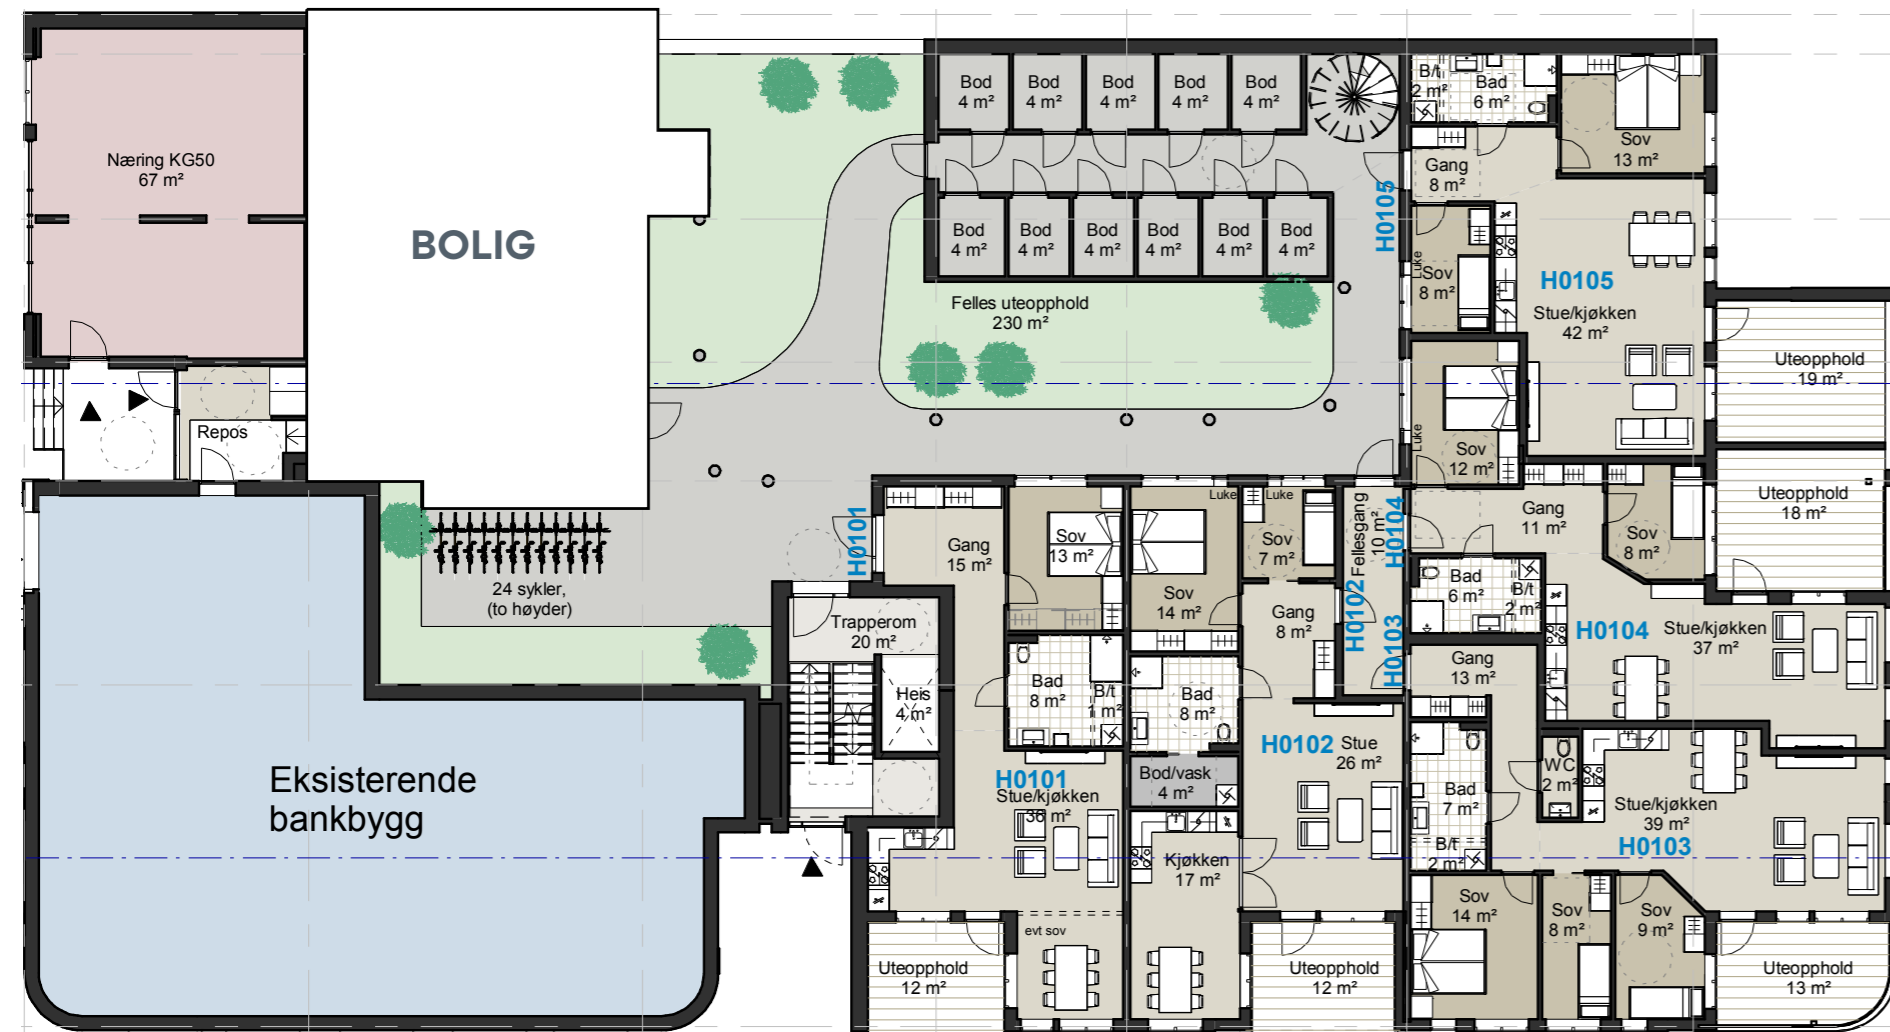 Næring KG50
67 m²
BOLIG
Repos
Eksisterende
bankbygg
24 sykler,
(to høyder)
Felles uteopphold
230 m²
Bod
4 m²
Bod
4 m²
Bod
4 m²
Bod
4 m²
Bod
4 m²
Bod
4 m²
Bod
4 m²
Bod
4 m²
Bod
4 m²
Bod
4 m²
Bod
4 m²
B/t
2 m²
Bad
6 m²
Sov
13 m²
Gang
8 m²
H0105
Luke
Sov
8 m²
H0105
Stue/kjøkken
42 m²
Uteopphold
19 m²
Luke
Sov
12 m²
Uteopphold
18 m²
Gang
11 m²
Sov
8 m²
H0104
Bad
6 m²
B/t
2 m²
H0104
Stue/kjøkken
37 m²
Fellesgang
10 m²
H0102
H0103
Gang
13 m²
WC
2 m²
Bad
7 m²
B/t
2 m²
Stue/kjøkken
39 m²
H0103
Sov
14 m²
Sov
8 m²
Sov
9 m²
Uteopphold
13 m²
H0101
Gang
15 m²
Sov
13 m²
Luke
Luke
Sov
14 m²
Sov
7 m²
Gang
8 m²
Trapperom
20 m²
Heis
4 m²
Bad
8 m²
B/t
1 m²
Bad
8 m²
H0102
Stue
26 m²
Bod/vask
4 m²
H0101
Stue/kjøkken
36 m²
Kjøkken
17 m²
evt sov
Uteopphold
12 m²
Uteopphold
12 m²